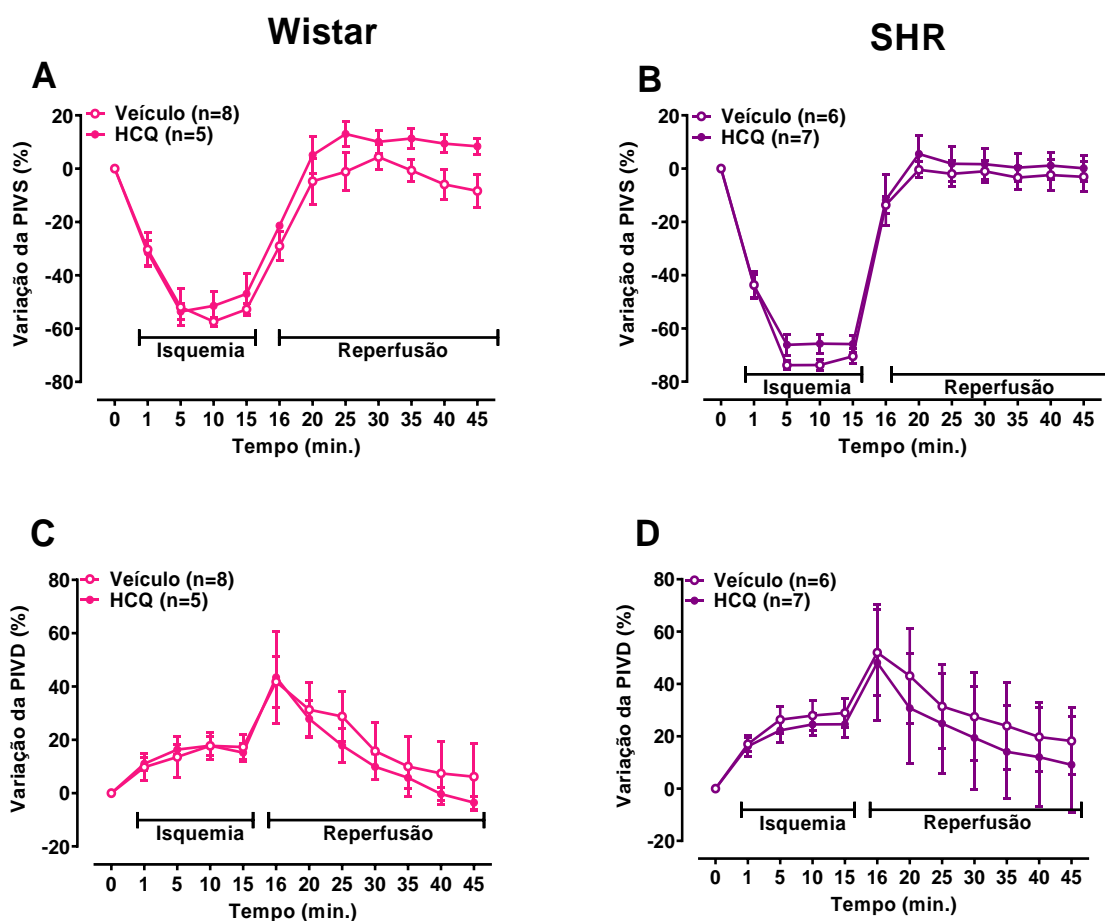 Wistar
SHR
A
Veículo (n=8)
HCQ (n=5)
Variação da PIVS (%)
20
0
-20
-40
-60
-80
Isquemia
Reperfusão
0 1 5 10 15 16 20 25 30 35 40 45
Tempo (min.)
B
Veículo (n=6)
HCQ (n=7)
Variação da PIVS (%)
20
0
-20
-40
-60
-80
Isquemia
Reperfusão
0 1 5 10 15 16 20 25 30 35 40 45
Tempo (min.)
C
Veículo (n=8)
HCQ (n=5)
Variação da PIVD (%)
80
60
40
20
0
-20
Isquemia
Reperfusão
0 1 5 10 15 16 20 25 30 35 40 45
Tempo (min.)
D
Veículo (n=6)
HCQ (n=7)
Variação da PIVD (%)
80
60
40
20
0
-20
Isquemia
Reperfusão
0 1 5 10 15 16 20 25 30 35 40 45
Tempo (min.)